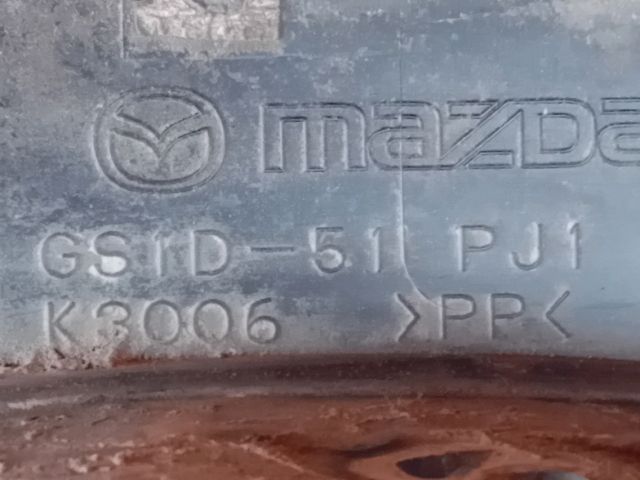 mazda
GS1D-51 PJ1
K3006 >PP<